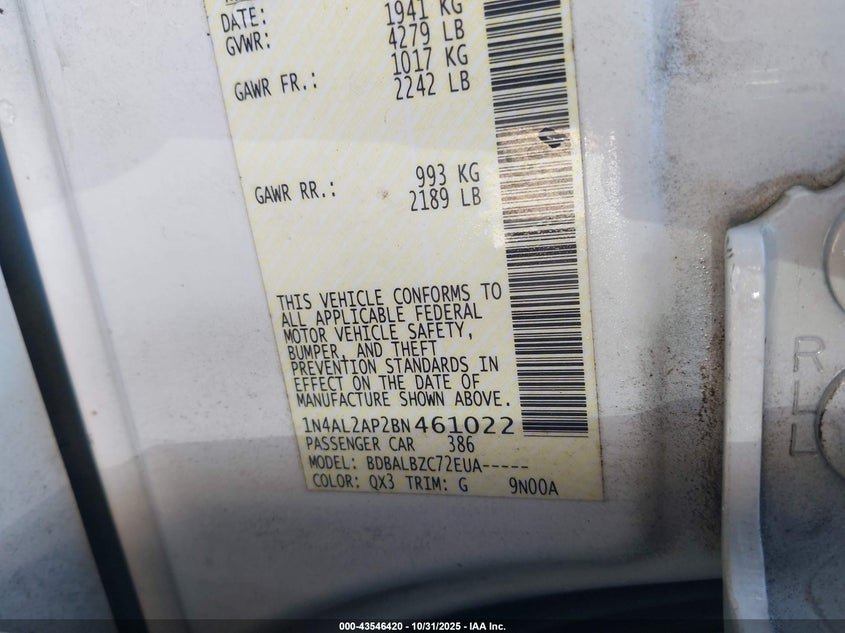 DATE: 1941 KG
GVWR: 4279 LB
1017 KG
GAWR FR.: 2242 LB
993 KG
GAWR RR.: 2189 LB
THIS VEHICLE CONFORMS TO
ALL APPLICABLE FEDERAL
MOTOR VEHICLE SAFETY,
BUMPER, AND THEFT
PREVENTION STANDARDS IN
EFFECT ON THE DATE OF
MANUFACTURE SHOWN ABOVE.
1N4AL2AP2BN461022
PASSENGER CAR 386
MODEL: BDBALBZC72EUA-----
COLOR: QX3 TRIM: G 9N00A
R
L
L
000-43546420 - 10/31/2025 - IAA Inc.